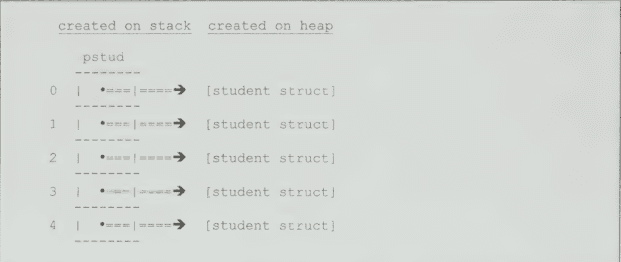 created on stack created on heap
pstud
--------
0 | •===|====➔ [student struct]
--------
1 | •===|====➔ [student struct]
--------
2 | •===|====➔ [student struct]
--------
3 | •===|====➔ [student struct]
--------
4 | •===|====➔ [student struct]
--------